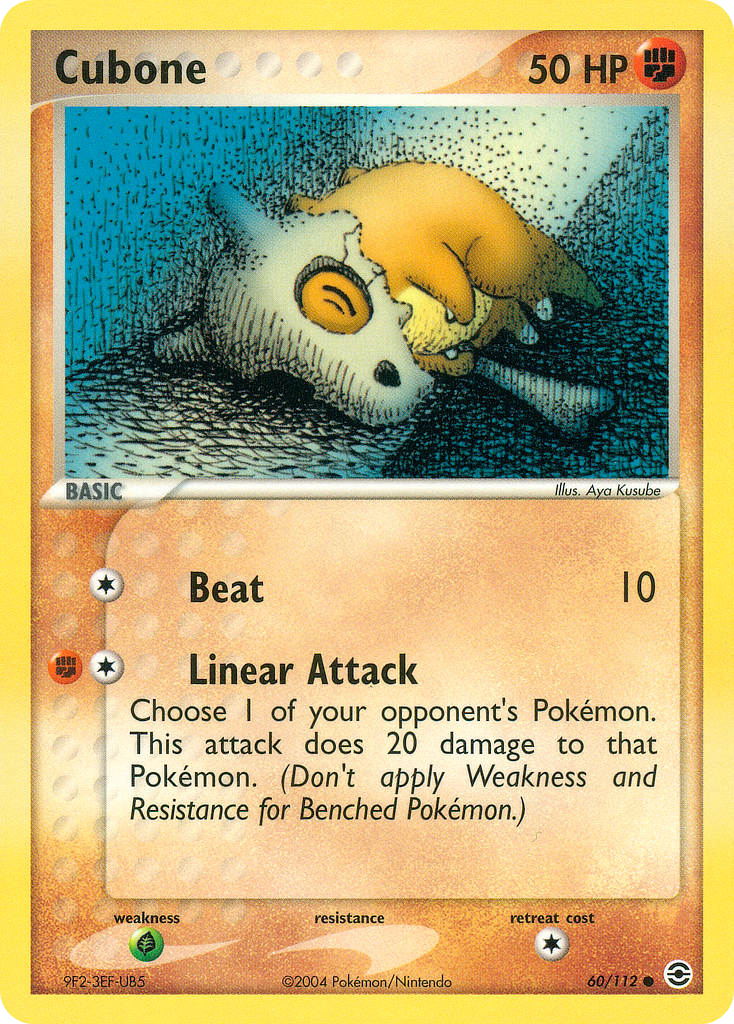 Cubone
50 HP
BASIC
Illus. Aya Kusube
Beat 10
Linear Attack
Choose 1 of your opponent's Pokémon.
This attack does 20 damage to that
Pokémon. (Don't apply Weakness and
Resistance for Benched Pokémon.)
weakness resistance retreat cost
9F2-3EF-UB5 ©2004 Pokémon/Nintendo 60/112